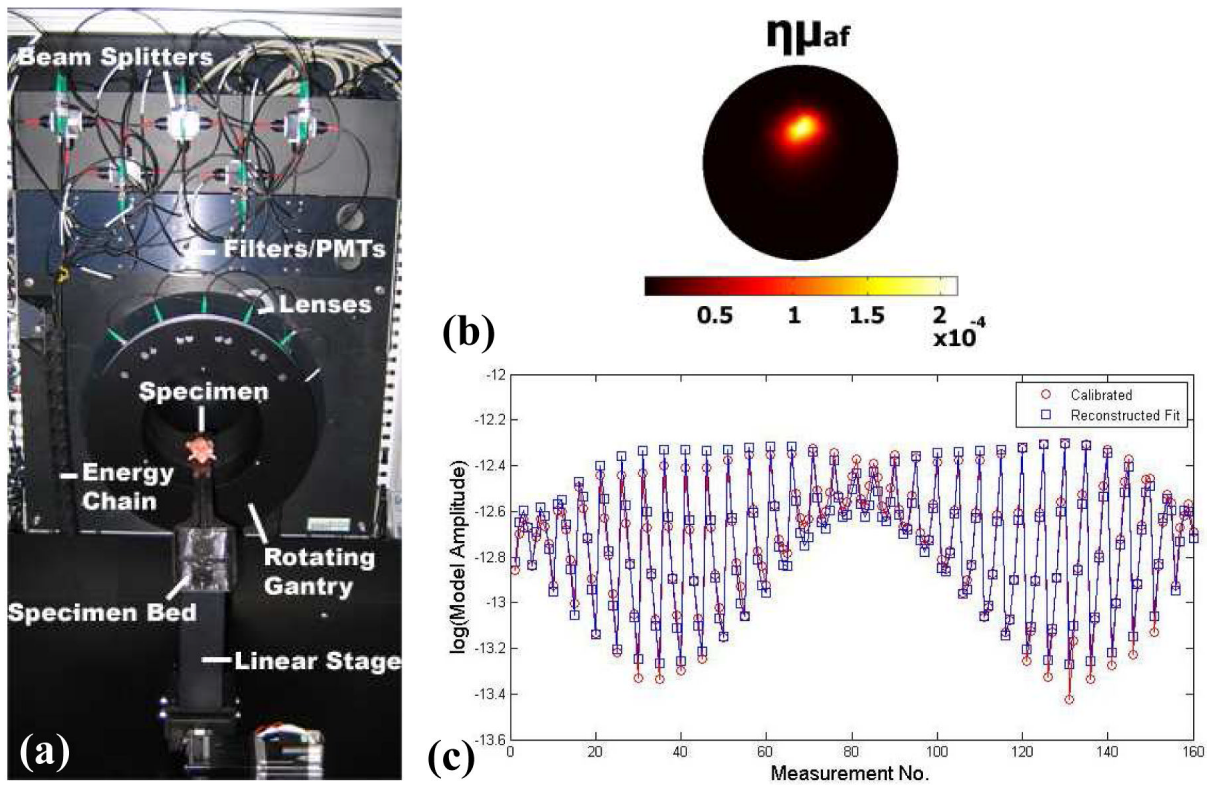 Beam Splitters
Filters/PMTs
Lenses
Specimen
Energy
Chain
Rotating
Gantry
Specimen Bed
Linear Stage
(a)
ημaf
0.5 1 1.5 2
x10-4
(b)
-12
-12.2
-12.4
-12.6
-12.8
-13
-13.2
-13.4
-13.6
log(Model Amplitude)
Calibrated
Reconstructed Fit
0 20 40 60 80 100 120 140 160
Measurement No.
(c)